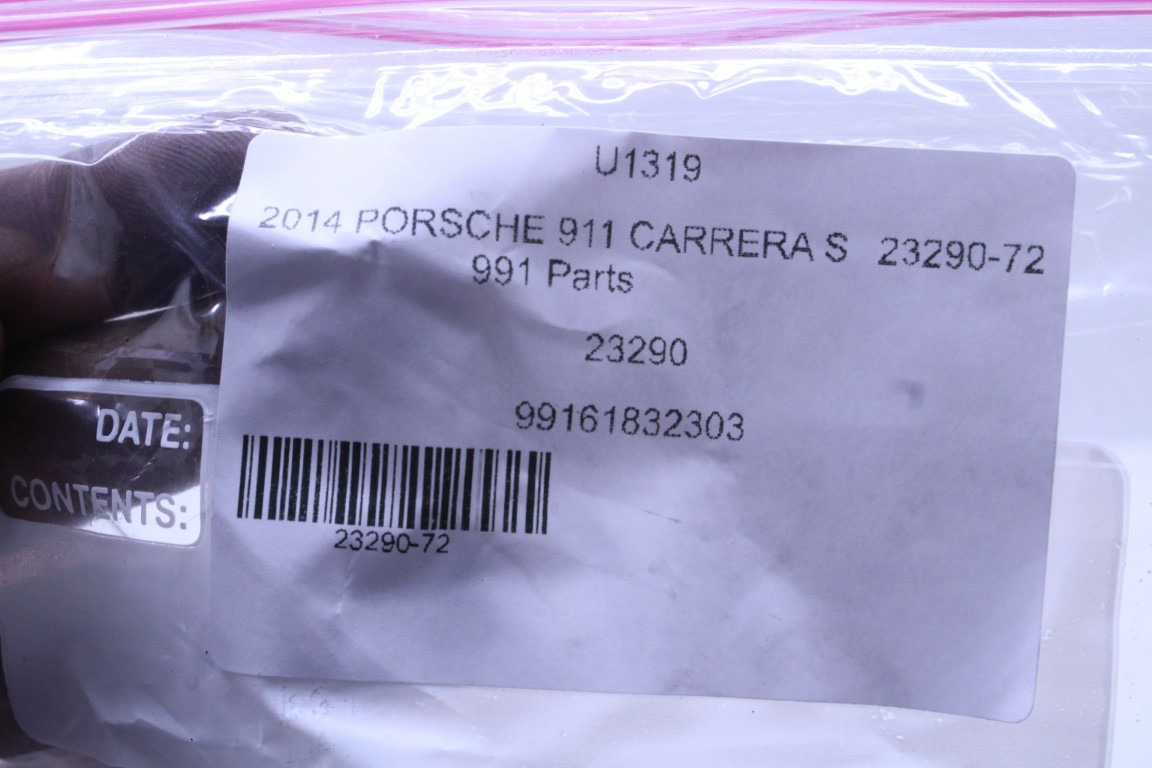 U1319
2014 PORSCHE 911 CARRERA S 23290-72
991 Parts
23290
99161832303
23290-72
DATE:
CONTENTS: